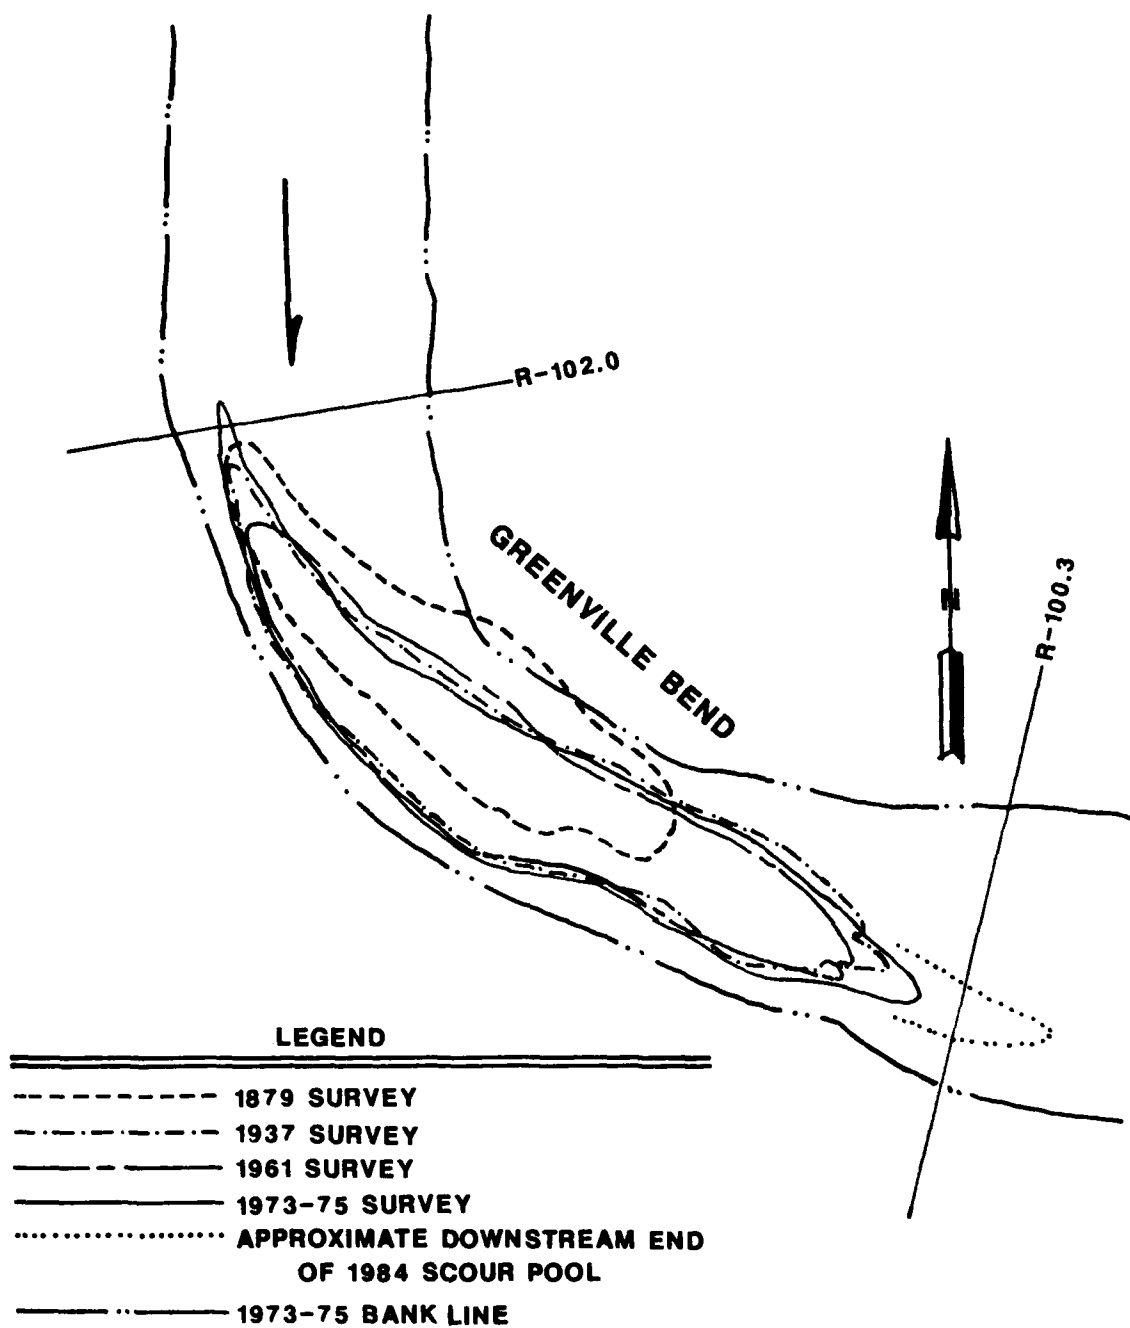 R-102.0
GREENVILLE BEND
N
R-100.3
LEGEND
1879 SURVEY
1937 SURVEY
1961 SURVEY
1973-75 SURVEY
APPROXIMATE DOWNSTREAM END
OF 1984 SCOUR POOL
1973-75 BANK LINE